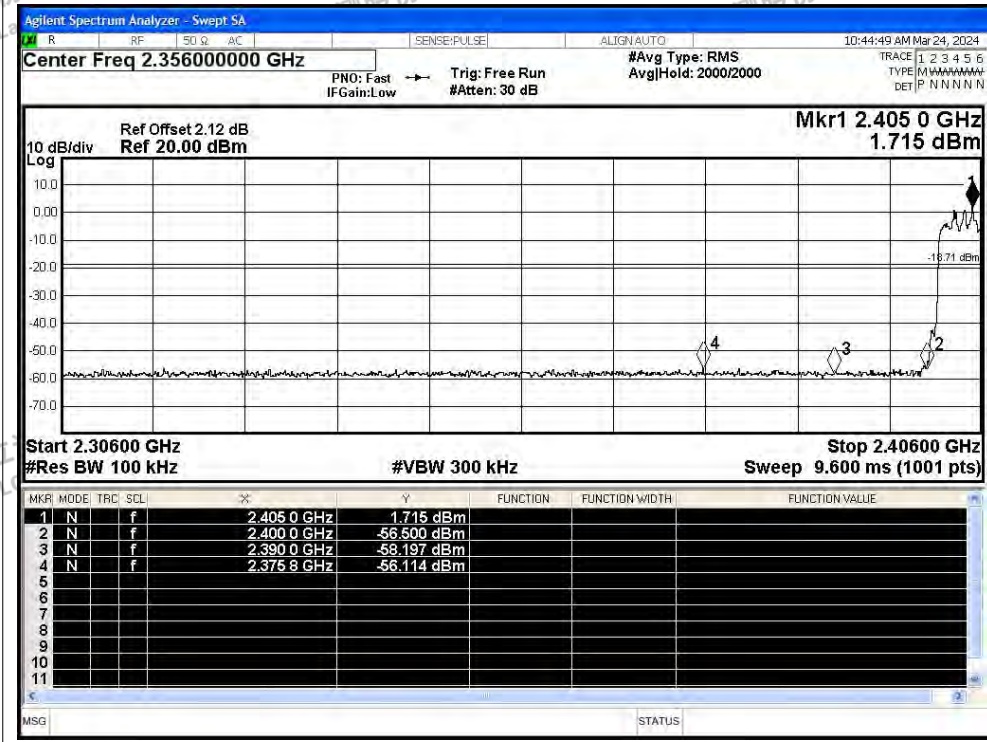 Agilent Spectrum Analyzer - Swept SA
R RF 50 Ω AC SENSE:PULSE ALIGN AUTO 10:44:49 AM Mar 24, 2024
Center Freq 2.356000000 GHz #Avg Type: RMS TRACE 1 2 3 4 5 6
PNO: Fast Trig: Free Run Avg|Hold: 2000/2000 TYPE M
IFGain:Low #Atten: 30 dB DET P N N N N N
Mkr1 2.405 0 GHz
1.715 dBm
Ref Offset 2.12 dB
10 dB/div Ref 20.00 dBm
Log
10.0
0.00
-10.0
-20.0
-30.0
-40.0
-50.0
-60.0
-70.0
1
-18.71 dBm
4
3
2
Start 2.30600 GHz Stop 2.40600 GHz
#Res BW 100 kHz #VBW 300 kHz Sweep 9.600 ms (1001 pts)
MKR MODE TRC SCL X Y FUNCTION FUNCTION WIDTH FUNCTION VALUE
1 N f 2.405 0 GHz 1.715 dBm
2 N f 2.400 0 GHz -56.500 dBm
3 N f 2.390 0 GHz -58.197 dBm
4 N f 2.375 8 GHz -56.114 dBm
5
6
7
8
9
10
11
MSG STATUS